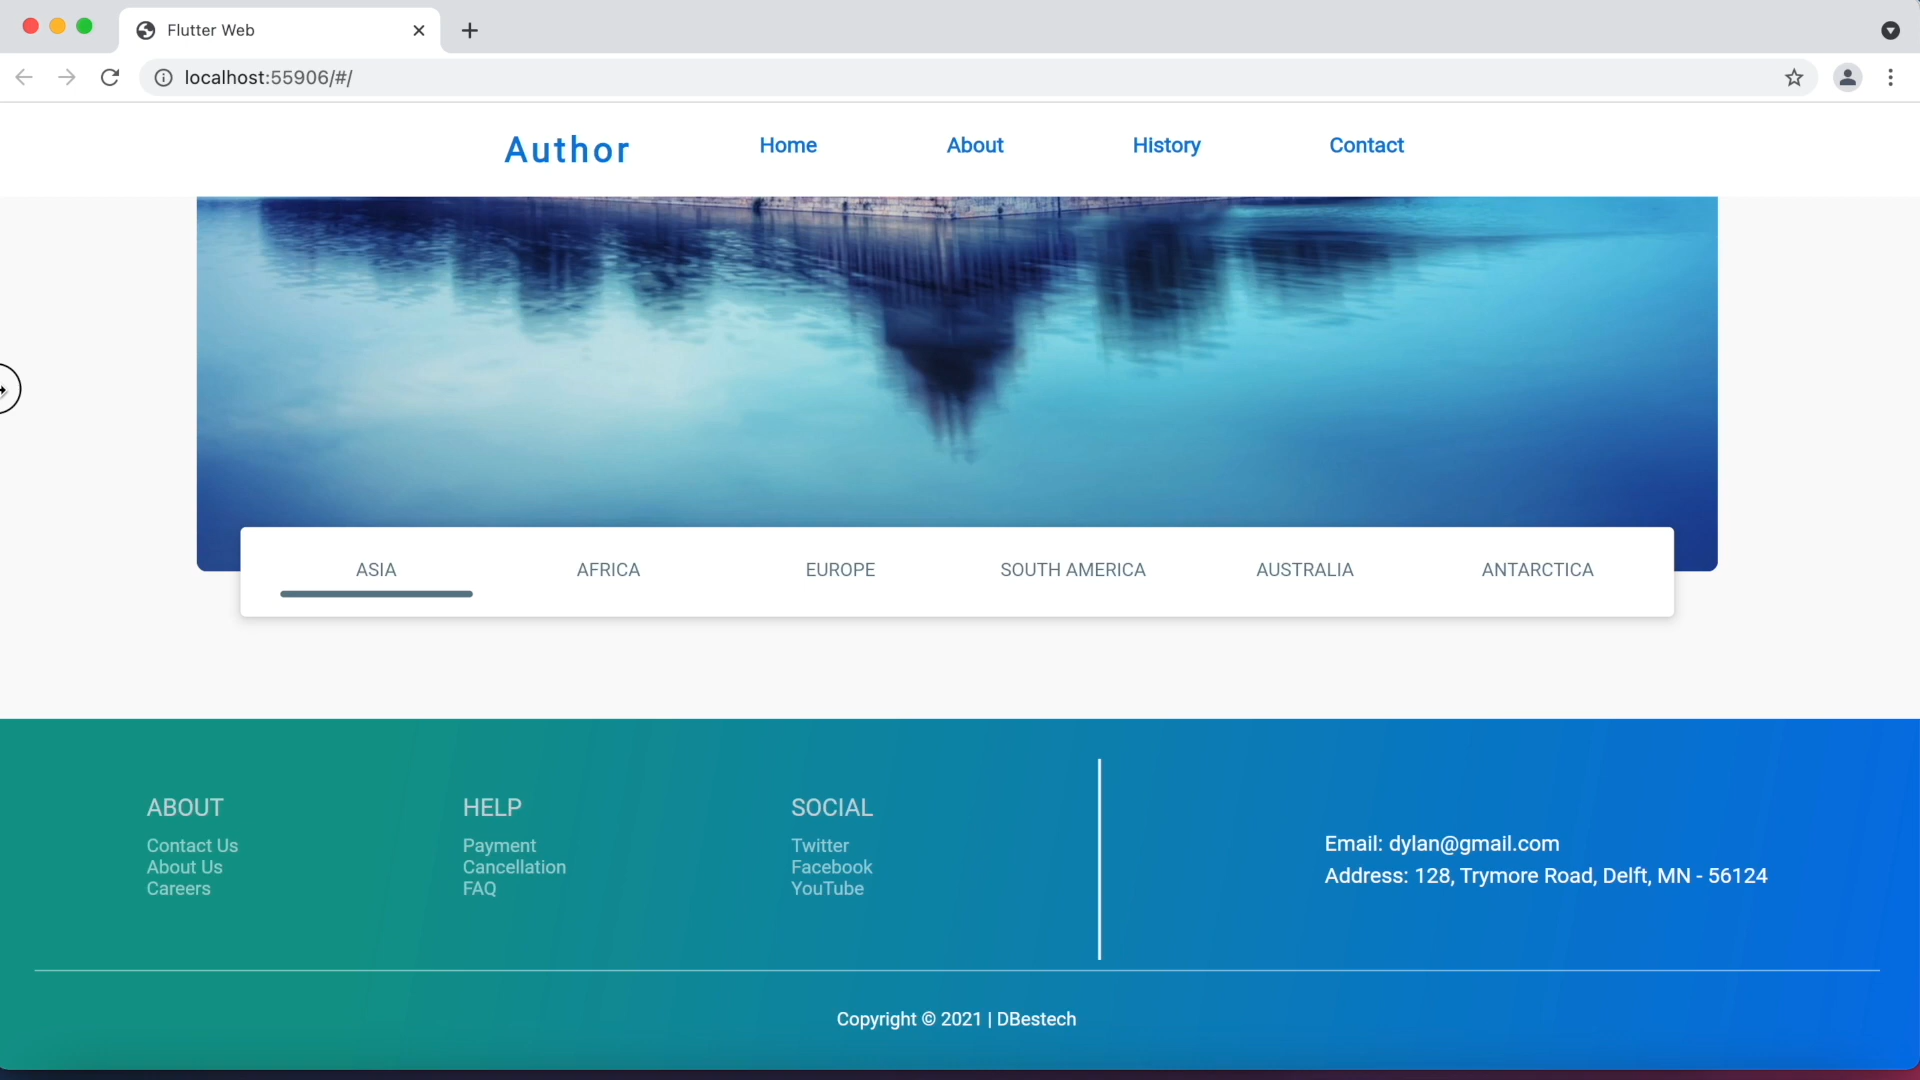 Flutter Web
localhost:55906/#/
Author
Home
About
History
Contact
ASIA
AFRICA
EUROPE
SOUTH AMERICA
AUSTRALIA
ANTARCTICA
ABOUT
Contact Us
About Us
Careers
HELP
Payment
Cancellation
FAQ
SOCIAL
Twitter
Facebook
YouTube
Email: dylan@gmail.com
Address: 128, Trymore Road, Delft, MN - 56124
Copyright © 2021 | DBestech